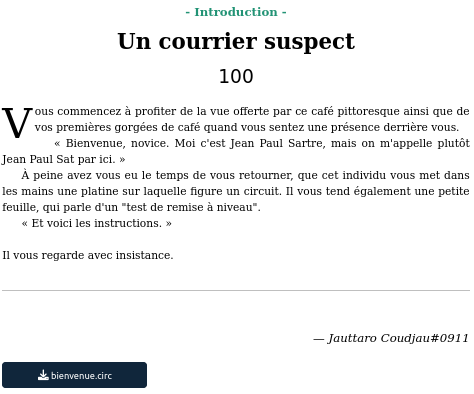 - Introduction -
Un courrier suspect
100
Vous commencez à profiter de la vue offerte par ce café pittoresque ainsi que de
vos premières gorgées de café quand vous sentez une présence derrière vous.
« Bienvenue, novice. Moi c'est Jean Paul Sartre, mais on m'appelle plutôt
Jean Paul Sat par ici. »
À peine avez vous eu le temps de vous retourner, que cet individu vous met dans
les mains une platine sur laquelle figure un circuit. Il vous tend également une petite
feuille, qui parle d'un "test de remise à niveau".
« Et voici les instructions. »
Il vous regarde avec insistance.
— Jauttaro Coudjau#0911
bienvenue.circ